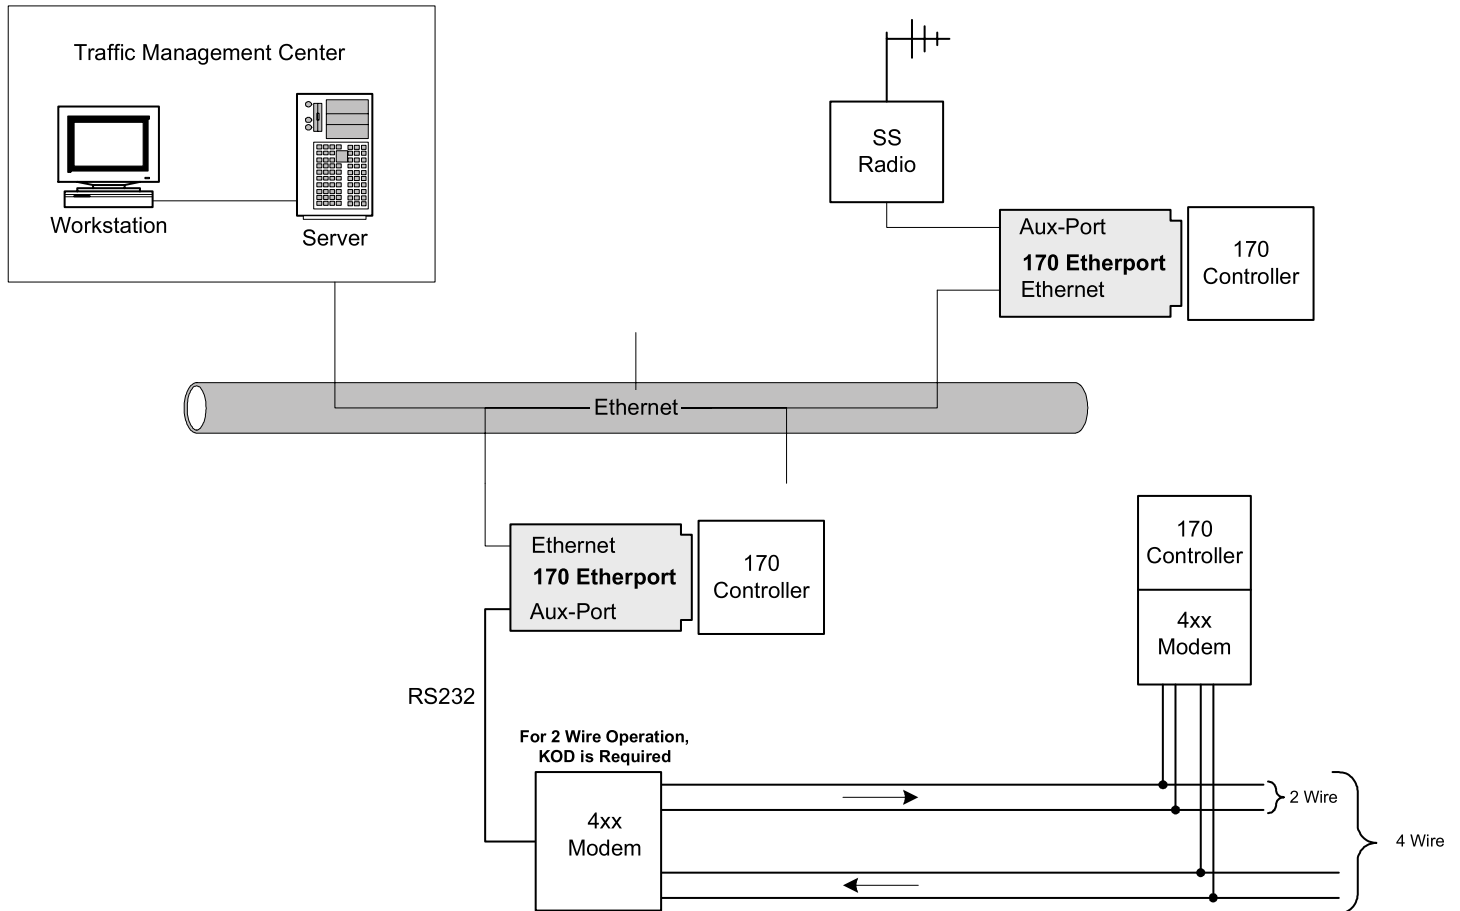 Traffic Management Center
Workstation
Server
SS
Radio
Aux-Port
170 Etherport
Ethernet
170
Controller
Ethernet
Ethernet
170 Etherport
Aux-Port
170
Controller
170
Controller
4xx
Modem
RS232
For 2 Wire Operation,
KOD is Required
4xx
Modem
2 Wire
4 Wire